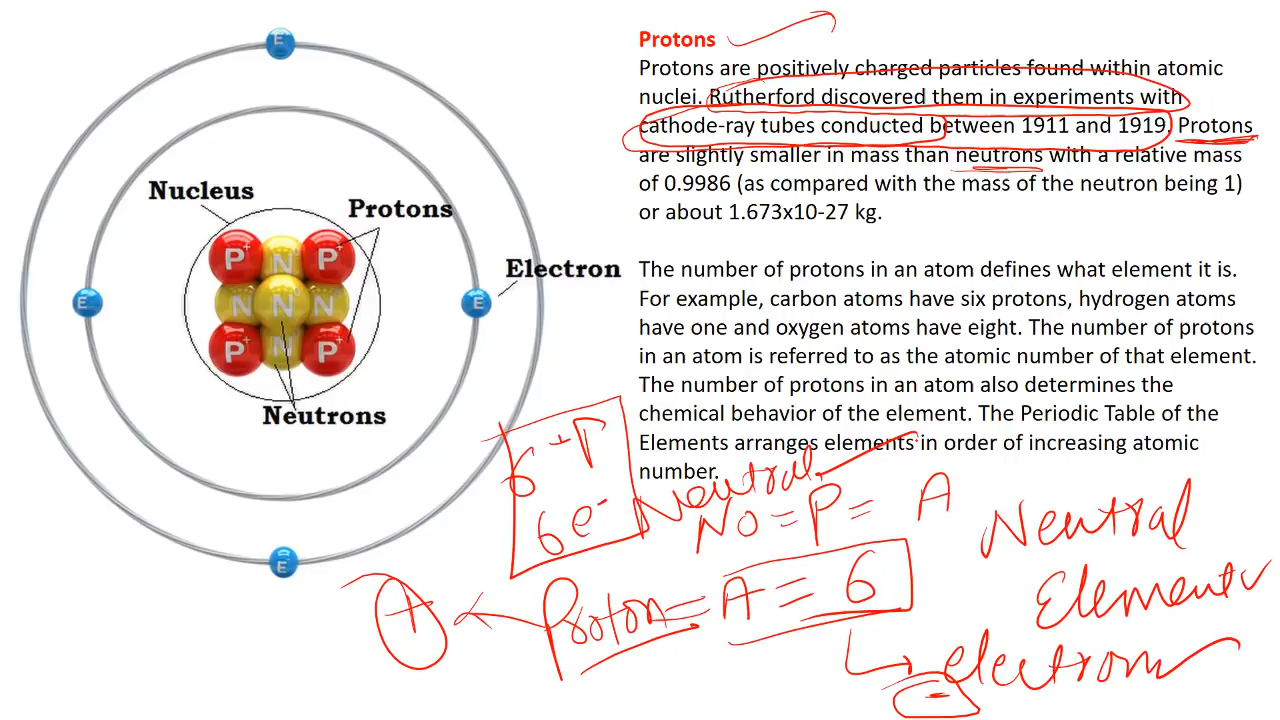 E
Nucleus
Protons
P+ N P+
Electron
E N N N E
P+ N P+
Neutrons
E
Protons
Protons are positively charged particles found within atomic
nuclei. Rutherford discovered them in experiments with
cathode-ray tubes conducted between 1911 and 1919. Protons
are slightly smaller in mass than neutrons with a relative mass
of 0.9986 (as compared with the mass of the neutron being 1)
or about 1.673x10-27 kg.
The number of protons in an atom defines what element it is.
For example, carbon atoms have six protons, hydrogen atoms
have one and oxygen atoms have eight. The number of protons
in an atom is referred to as the atomic number of that element.
The number of protons in an atom also determines the
chemical behavior of the element. The Periodic Table of the
Elements arranges elements in order of increasing atomic
number.
6 +P
6e-
Neutral
No = P = A
Neutral
Elements
+ Proton = A = 6
electrons
-